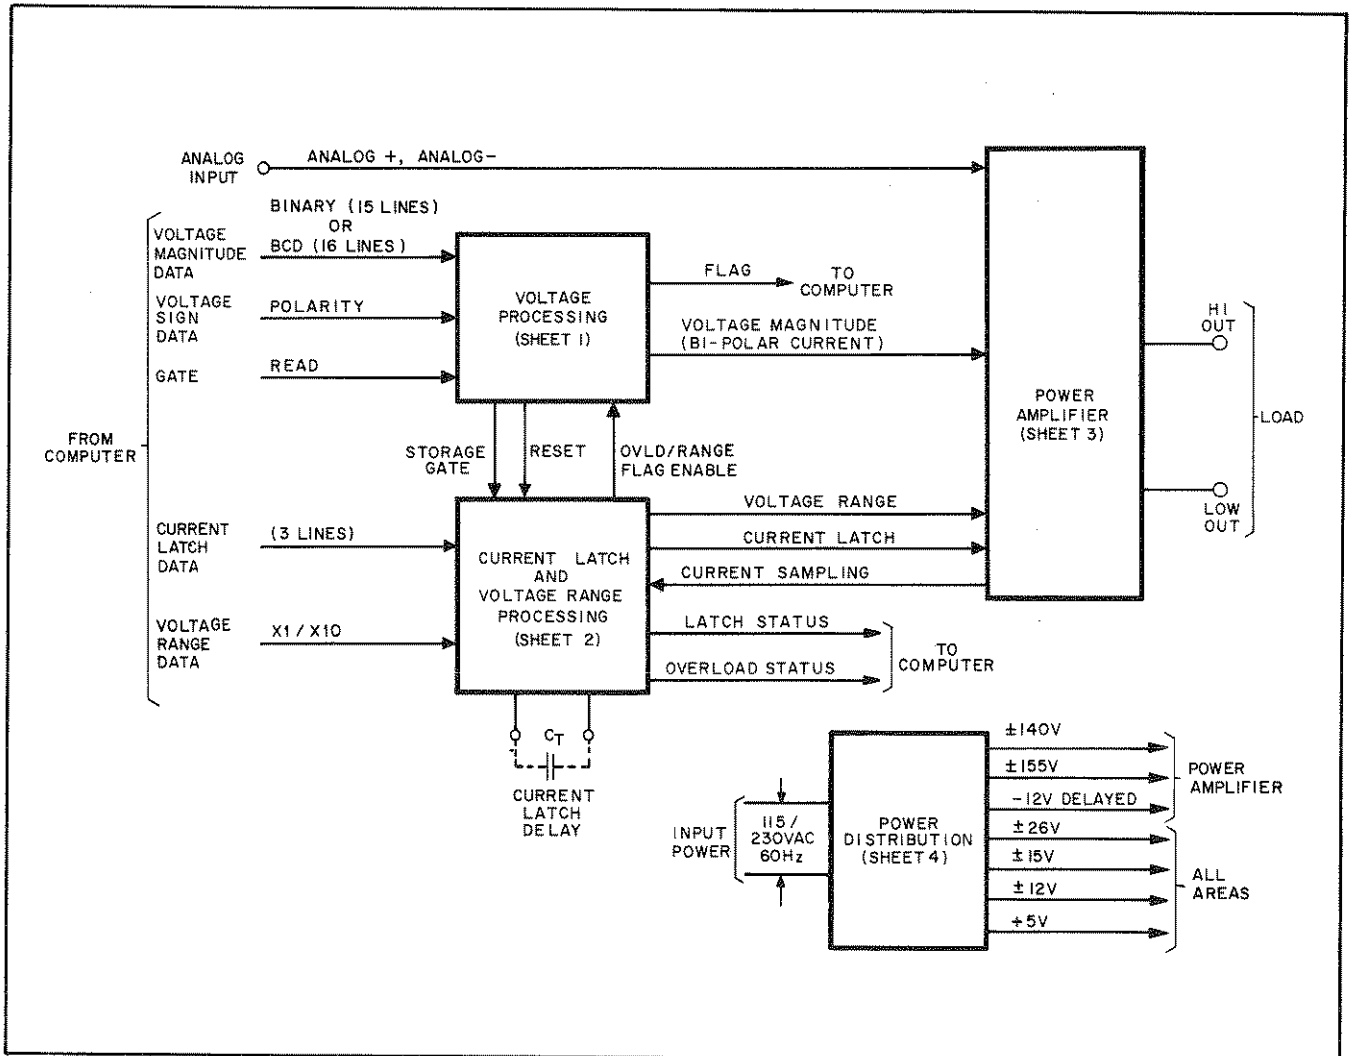 ANALOG
INPUT
ANALOG +, ANALOG-
BINARY (15 LINES)
OR
BCD (16 LINES)
VOLTAGE
MAGNITUDE
DATA
VOLTAGE
SIGN
DATA
POLARITY
GATE
READ
VOLTAGE
PROCESSING
(SHEET 1)
FLAG
TO
COMPUTER
VOLTAGE MAGNITUDE
(BI-POLAR CURRENT)
HI
OUT
POWER
AMPLIFIER
(SHEET 3)
LOAD
LOW
OUT
FROM
COMPUTER
STORAGE
GATE
RESET
OVLD/RANGE
FLAG ENABLE
CURRENT
LATCH
DATA
(3 LINES)
VOLTAGE
RANGE
DATA
X1 / X10
CURRENT LATCH
AND
VOLTAGE RANGE
PROCESSING
(SHEET 2)
VOLTAGE RANGE
CURRENT LATCH
CURRENT SAMPLING
LATCH STATUS
OVERLOAD STATUS
TO
COMPUTER
CT
CURRENT
LATCH
DELAY
INPUT
POWER
115 /
230VAC
60Hz
POWER
DISTRIBUTION
(SHEET 4)
±140V
±155V
-12V DELAYED
±26V
±15V
±12V
+5V
POWER
AMPLIFIER
ALL
AREAS